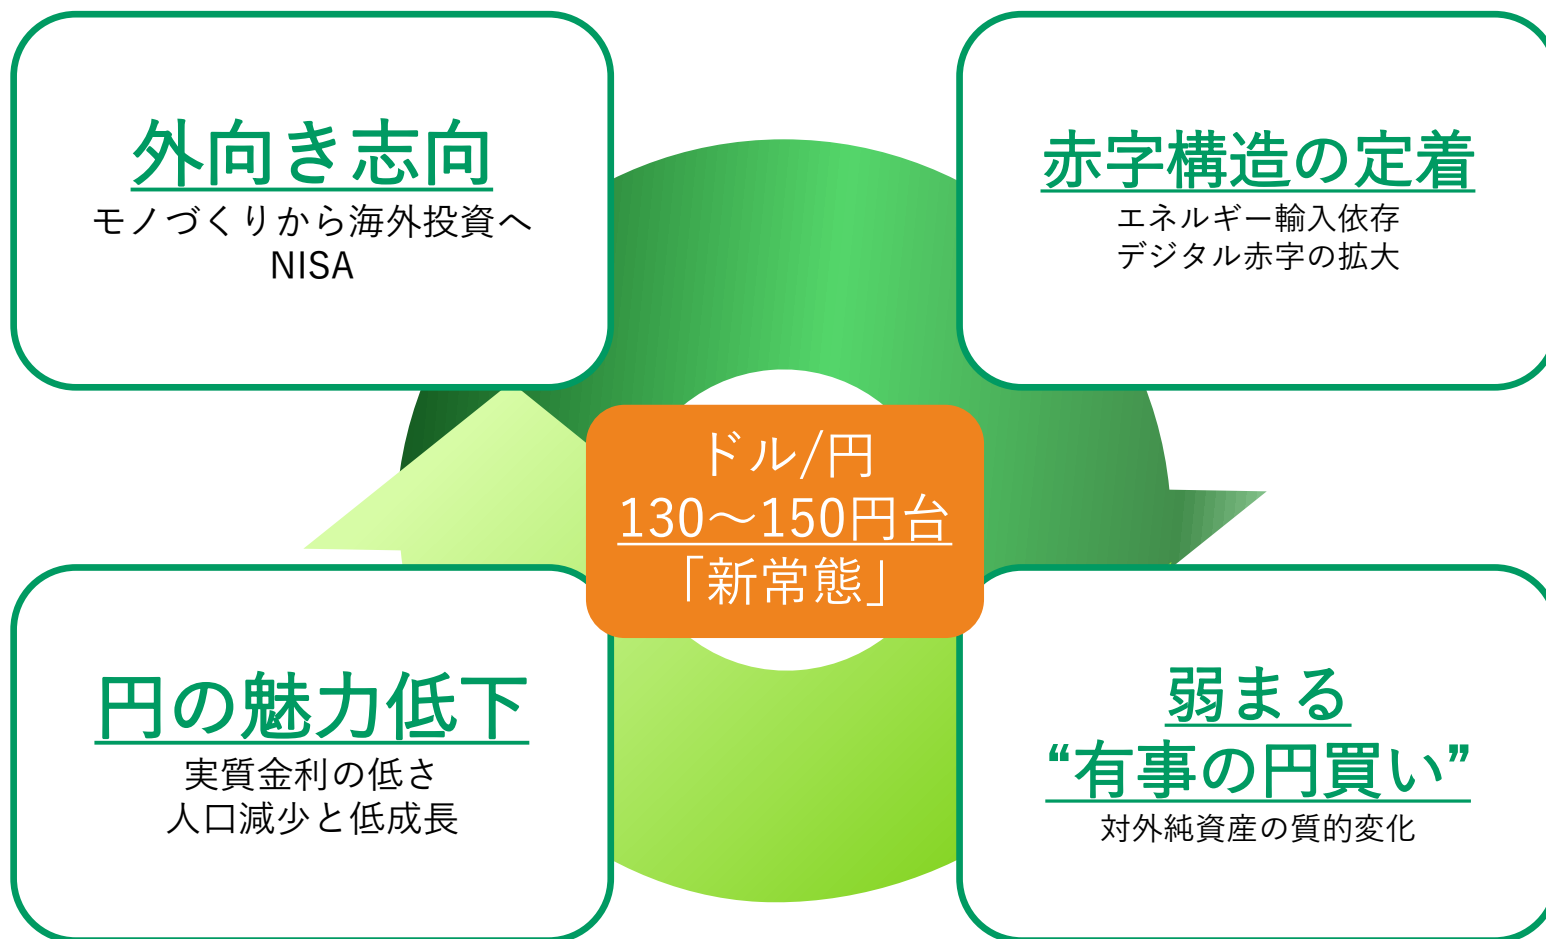 外向き志向
モノづくりから海外投資へ
NISA
赤字構造の定着
エネルギー輸入依存
デジタル赤字の拡大
ドル/円
130～150円台
「新常態」
円の魅力低下
実質金利の低さ
人口減少と低成長
弱まる
“有事の円買い”
対外純資産の質的変化